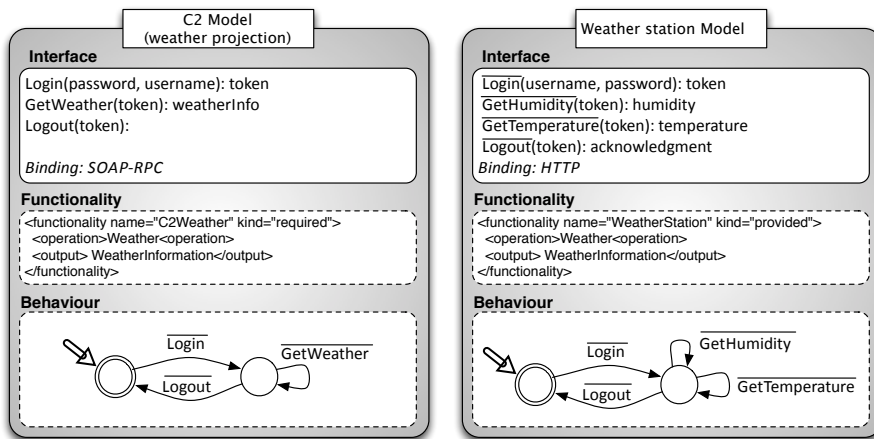 C2 Model
(weather projection)
Interface
Login(password, username): token
GetWeather(token): weatherInfo
Logout(token):
Binding: SOAP-RPC
Functionality
<functionality name="C2Weather" kind="required">
<operation>Weather<operation>
<output> WeatherInformation</output>
</functionality>
Behaviour
Login
GetWeather
Logout
Weather station Model
Interface
Login(username, password): token
GetHumidity(token): humidity
GetTemperature(token): temperature
Logout(token): acknowledgment
Binding: HTTP
Functionality
<functionality name="WeatherStation" kind="provided">
<operation>Weather<operation>
<output> WeatherInformation</output>
</functionality>
Behaviour
GetHumidity
Login
GetTemperature
Logout